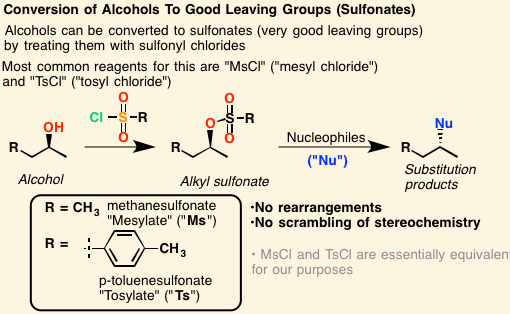 Conversion of Alcohols To Good Leaving Groups (Sulfonates)
Alcohols can be converted to sulfonates (very good leaving groups)
by treating them with sulfonyl chlorides
Most common reagents for this are "MsCl" ("mesyl chloride")
and "TsCl" ("tosyl chloride")
OH
R
Alcohol
O
Cl S R
O
O
O S R
O
R
Alkyl sulfonate
Nucleophiles
("Nu")
Nu
R
Substitution
products
R = CH3 methanesulfonate
"Mesylate" ("Ms")
R =
CH3
p-toluenesulfonate
"Tosylate" ("Ts")
•No rearrangements
•No scrambling of stereochemistry
• MsCl and TsCl are essentially equivalent
for our purposes